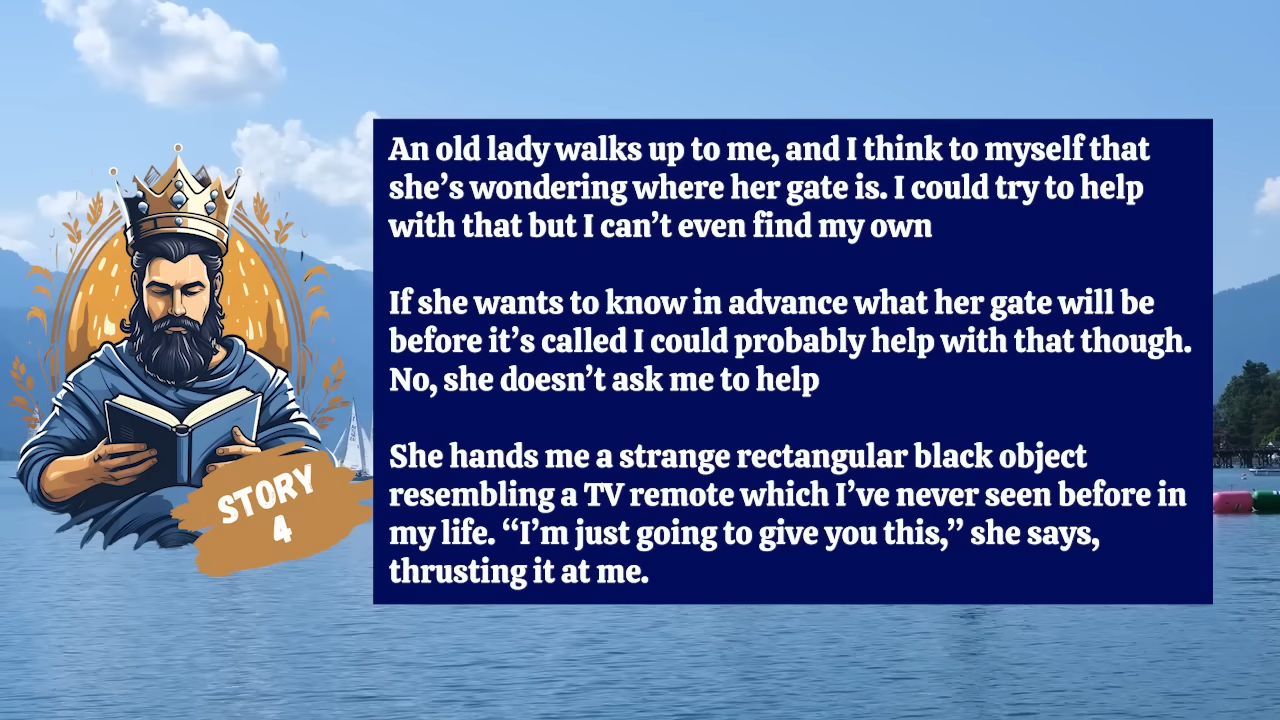 An old lady walks up to me, and I think to myself that
she’s wondering where her gate is. I could try to help
with that but I can’t even find my own
If she wants to know in advance what her gate will be
before it’s called I could probably help with that though.
No, she doesn’t ask me to help
She hands me a strange rectangular black object
resembling a TV remote which I’ve never seen before in
my life. “I’m just going to give you this,” she says,
thrusting it at me.
STORY
4